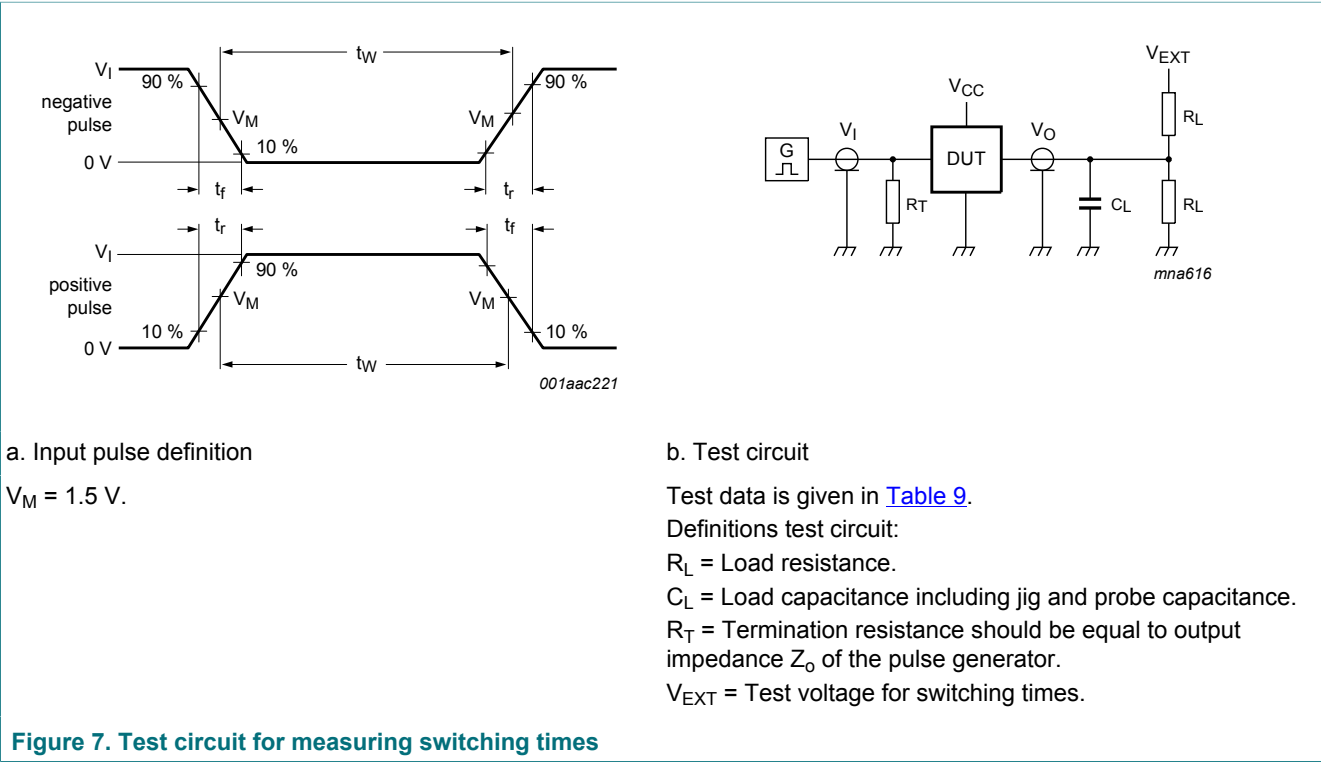 tW
VI
90 %
90 %
negative
pulse
VM
VM
10 %
0 V
tf
tr
tr
tf
VI
90 %
positive
pulse
VM
VM
10 %
10 %
0 V
tW
001aac221
VEXT
VCC
RL
VI
VO
G
DUT
RT
CL
RL
mna616
a. Input pulse definition
VM = 1.5 V.
b. Test circuit
Test data is given in Table 9.
Definitions test circuit:
RL = Load resistance.
CL = Load capacitance including jig and probe capacitance.
RT = Termination resistance should be equal to output
impedance Zo of the pulse generator.
VEXT = Test voltage for switching times.
Figure 7. Test circuit for measuring switching times